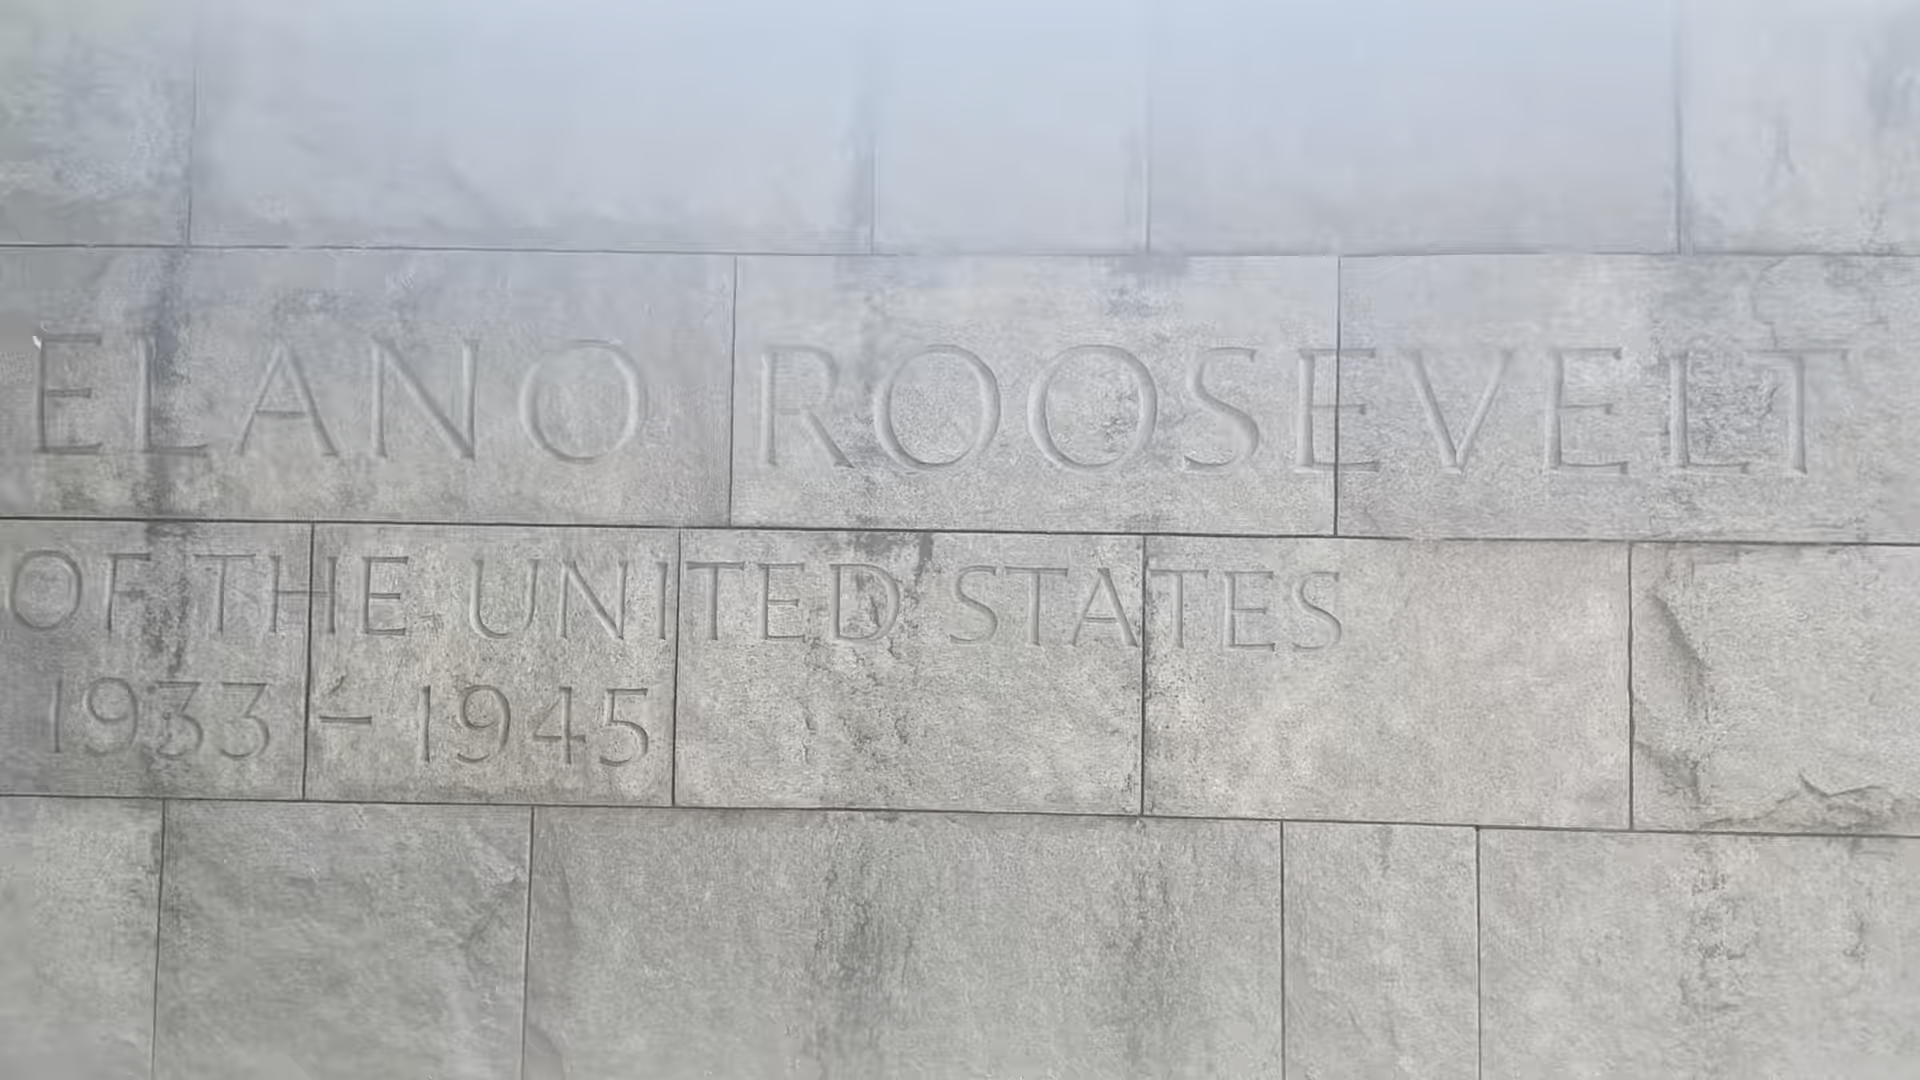 ELANO ROOSEVELT
OF THE UNITED STATES
1933 - 1945